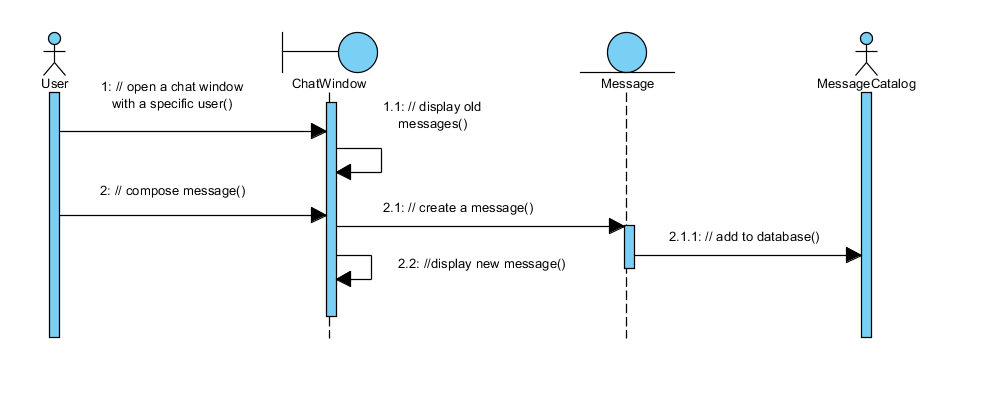 User
ChatWindow
Message
MessageCatalog
1: // open a chat window
with a specific user()
1.1: // display old
messages()
2: // compose message()
2.1: // create a message()
2.1.1: // add to database()
2.2: //display new message()